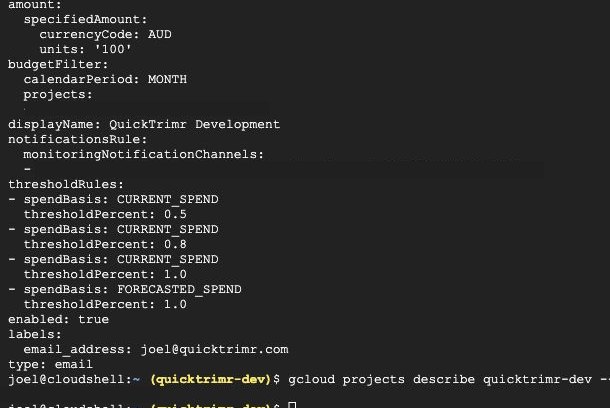 amount:
  specifiedAmount:
    currencyCode: AUD
    units: '100'
budgetFilter:
  calendarPeriod: MONTH
  projects:
displayName: QuickTrimr Development
notificationsRule:
  monitoringNotificationChannels:
  -
thresholdRules:
- spendBasis: CURRENT_SPEND
  thresholdPercent: 0.5
- spendBasis: CURRENT_SPEND
  thresholdPercent: 0.8
- spendBasis: CURRENT_SPEND
  thresholdPercent: 1.0
- spendBasis: FORECASTED_SPEND
  thresholdPercent: 1.0
enabled: true
labels:
  email_address: joel@quicktrimr.com
type: email
joel@cloudshell:~ (quicktrimr-dev)$ gcloud projects describe quicktrimr-dev --